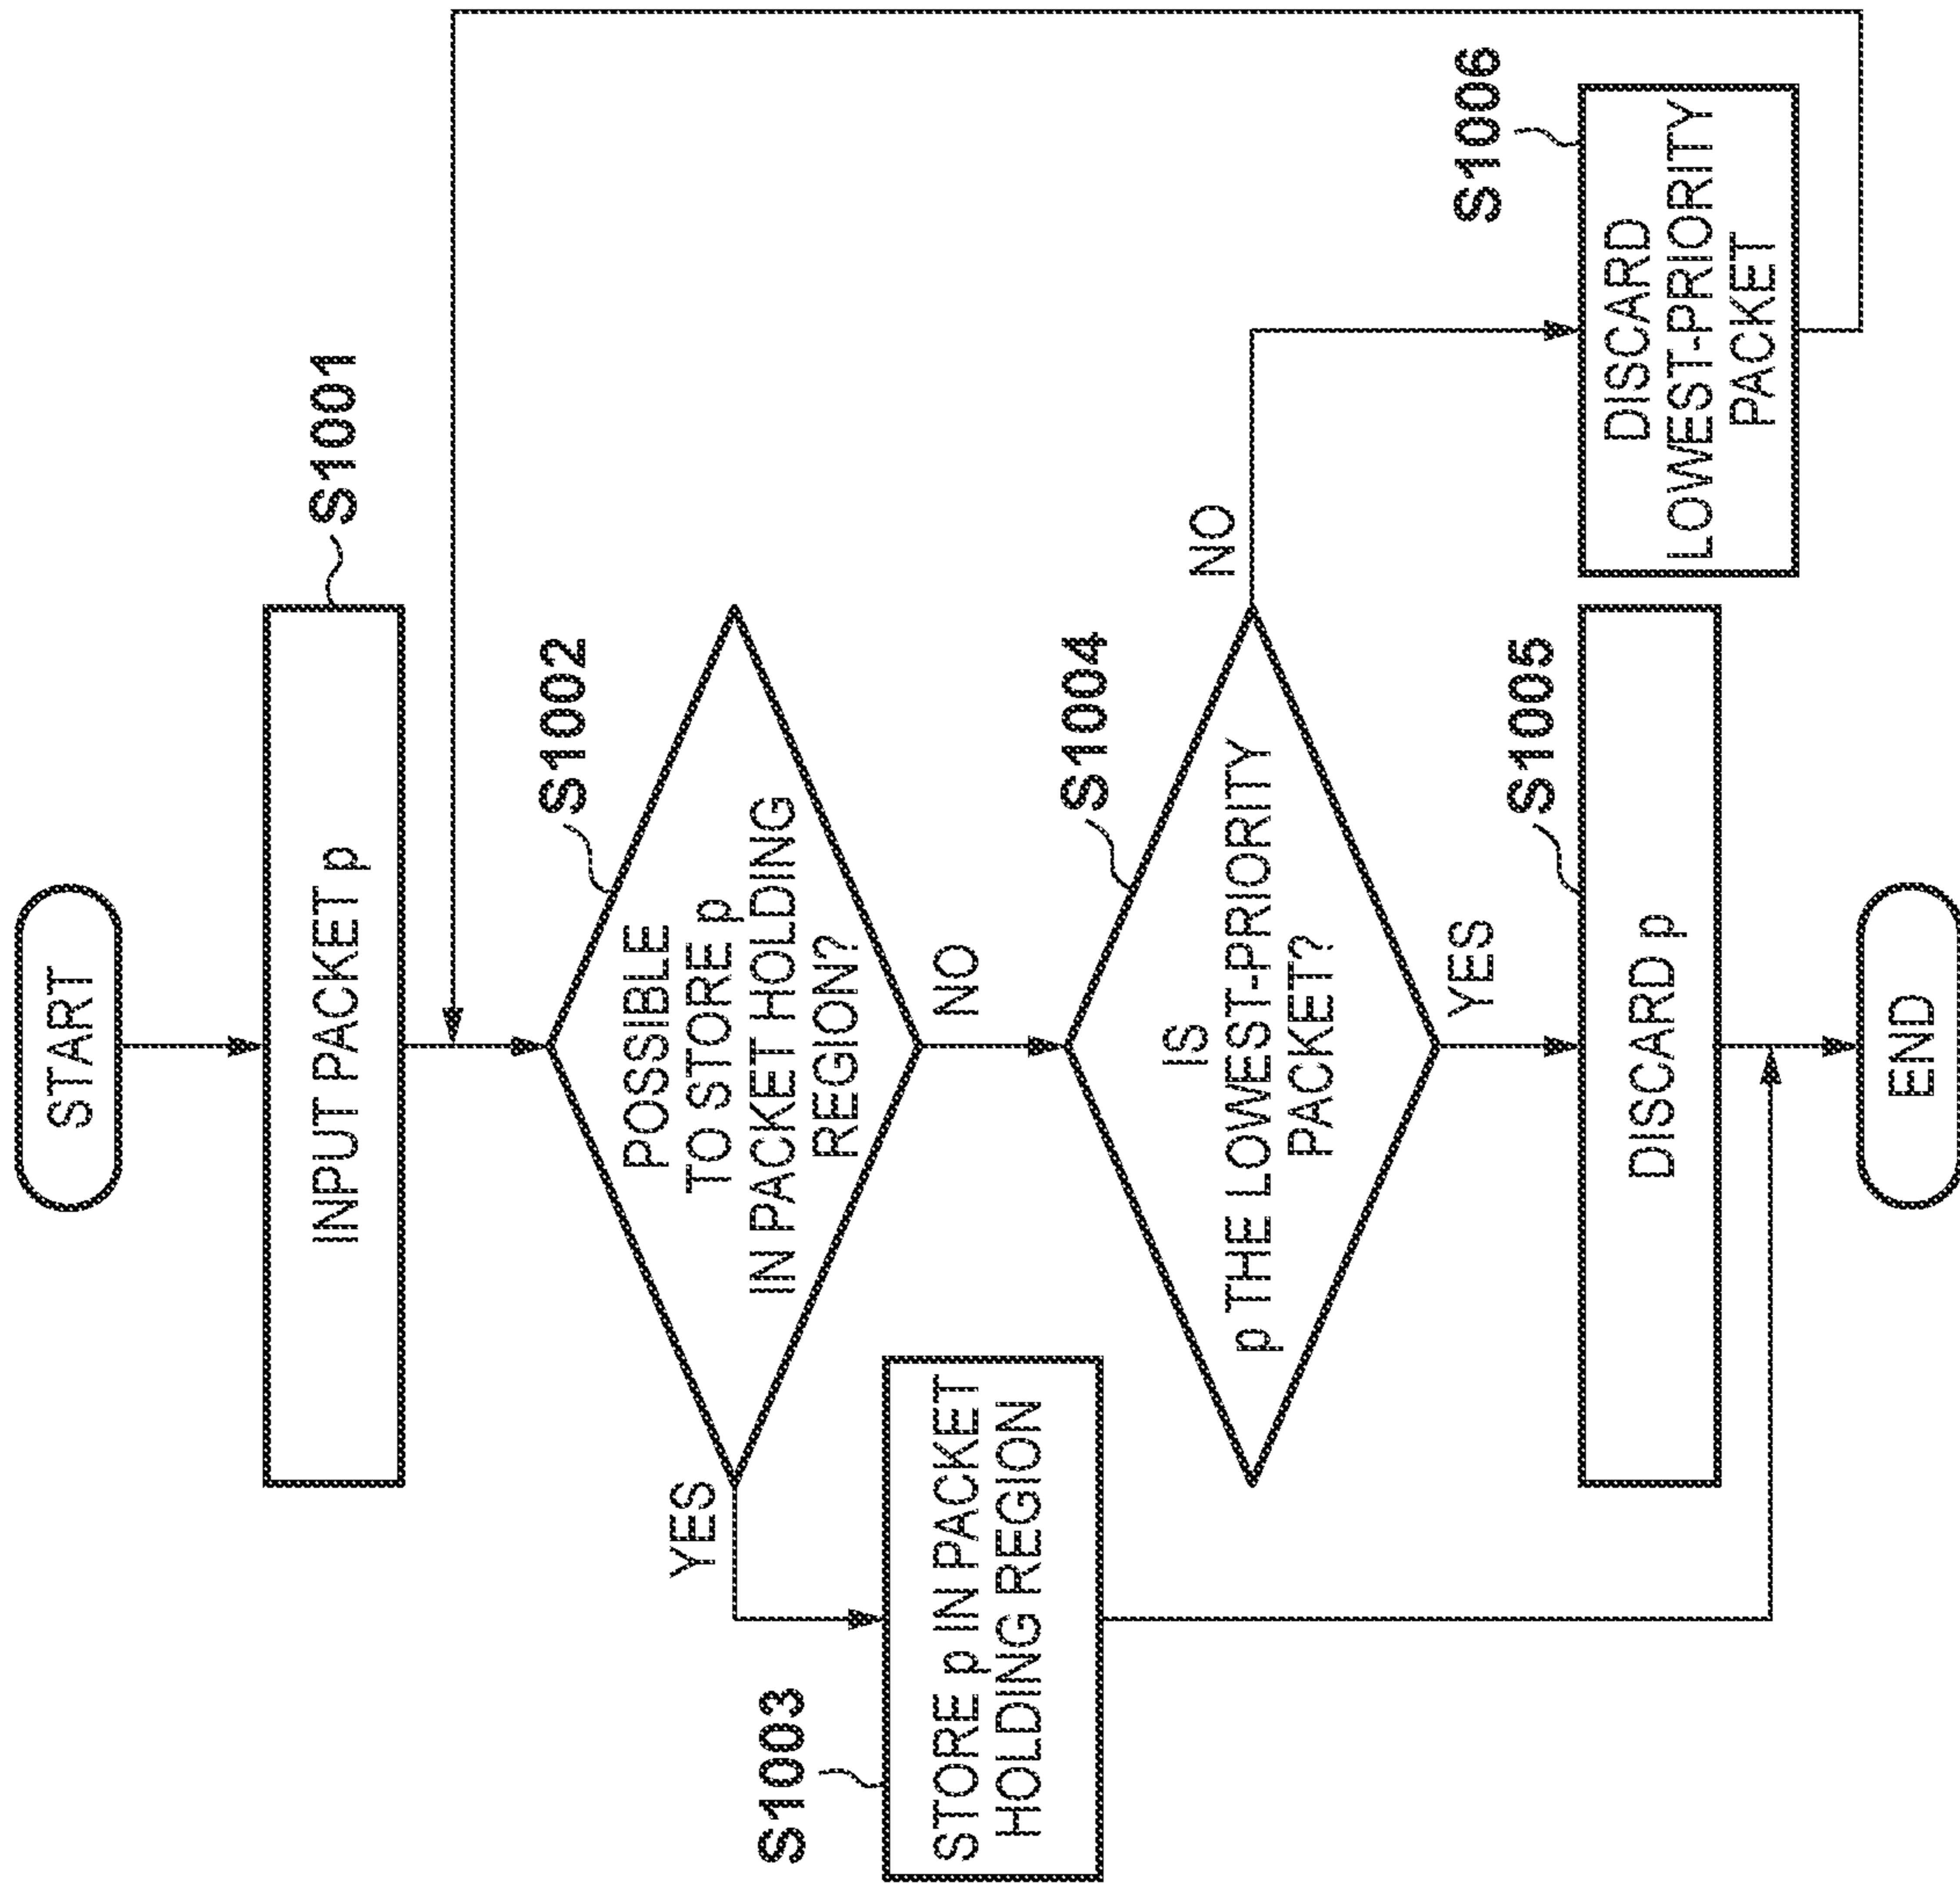 START
INPUT PACKET p
S1001
POSSIBLE
TO STORE p
IN PACKET HOLDING
REGION?
S1002
YES
NO
S1003
STORE p IN PACKET
HOLDING REGION
IS
p THE LOWEST-PRIORITY
PACKET?
S1004
NO
YES
DISCARD p
S1005
DISCARD
LOWEST-PRIORITY
PACKET
S1006
END